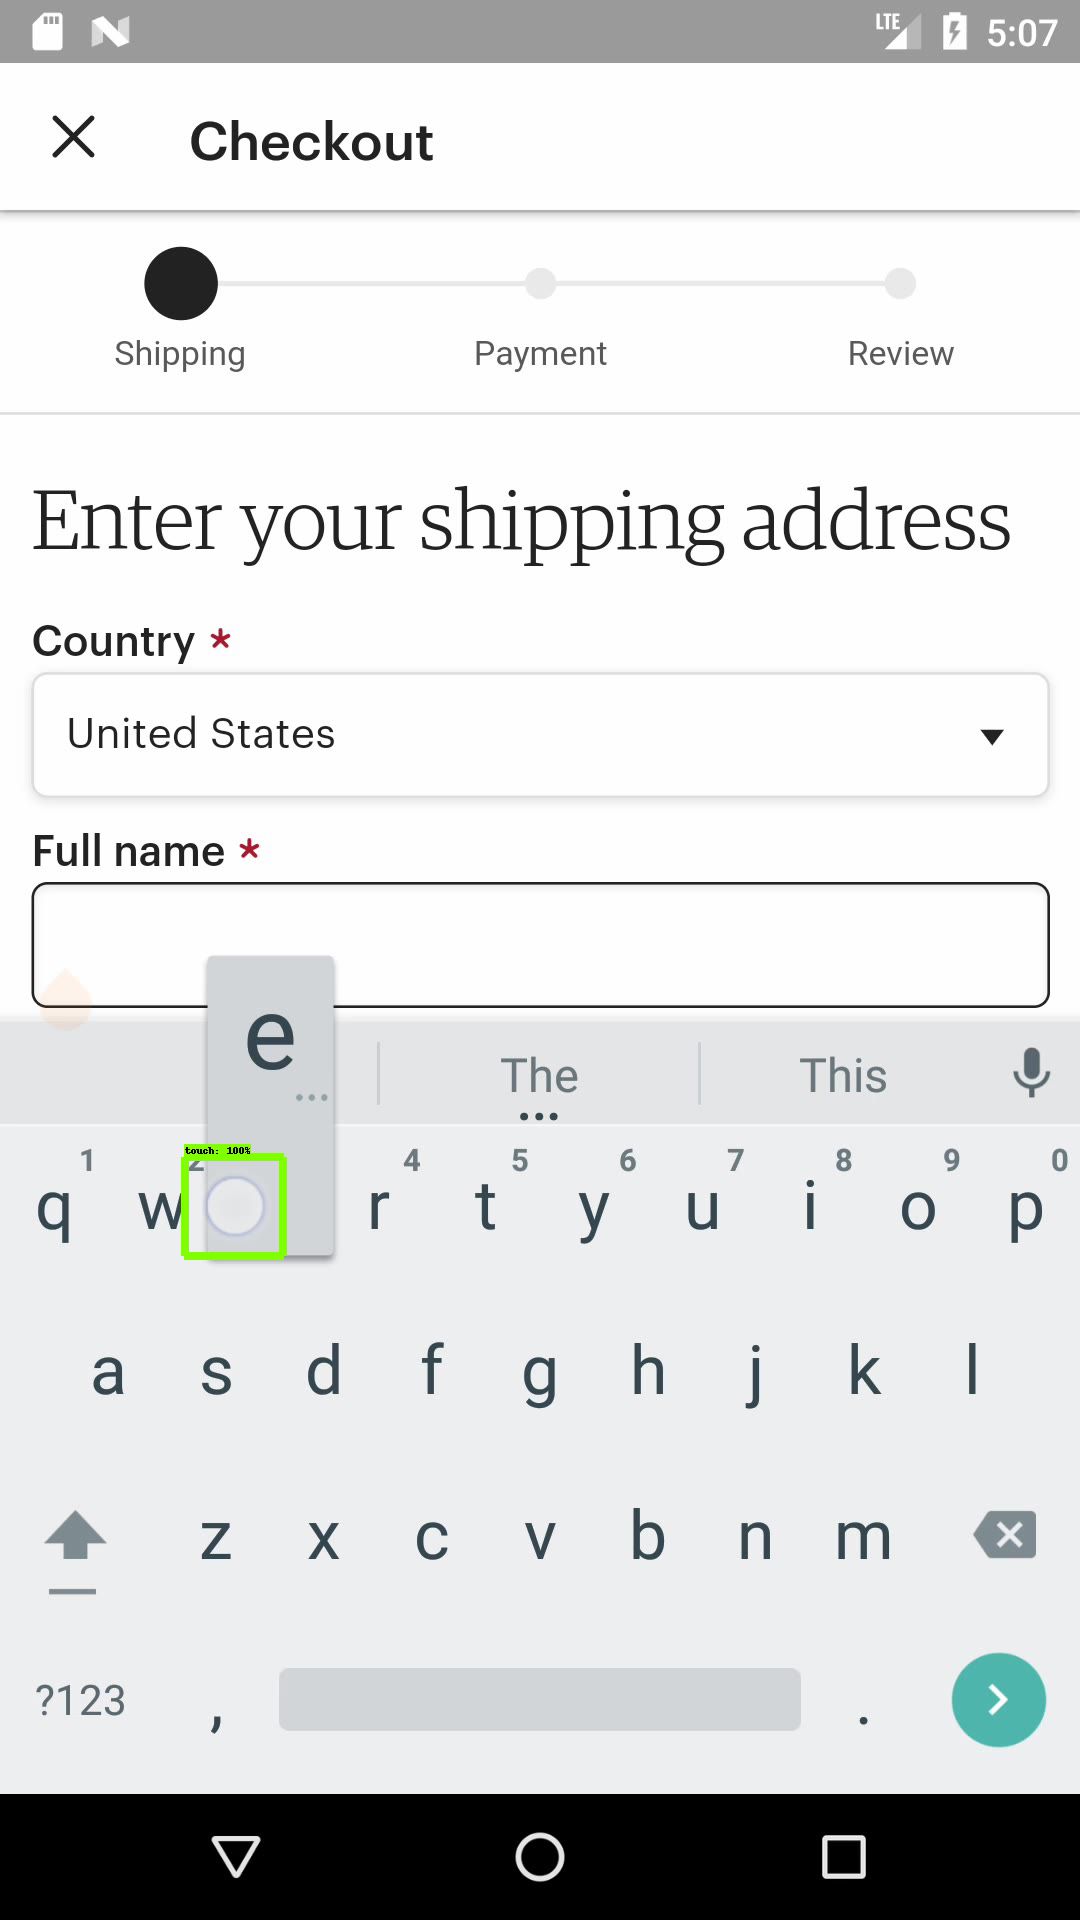 LTE 5:07
Checkout
Shipping Payment Review
Enter your shipping address
Country *
United States
Full name *
e
The This
touch: 100%
1 2 4 5 6 7 8 9 0
q w r t y u i o p
a s d f g h j k l
z x c v b n m
?123 , .